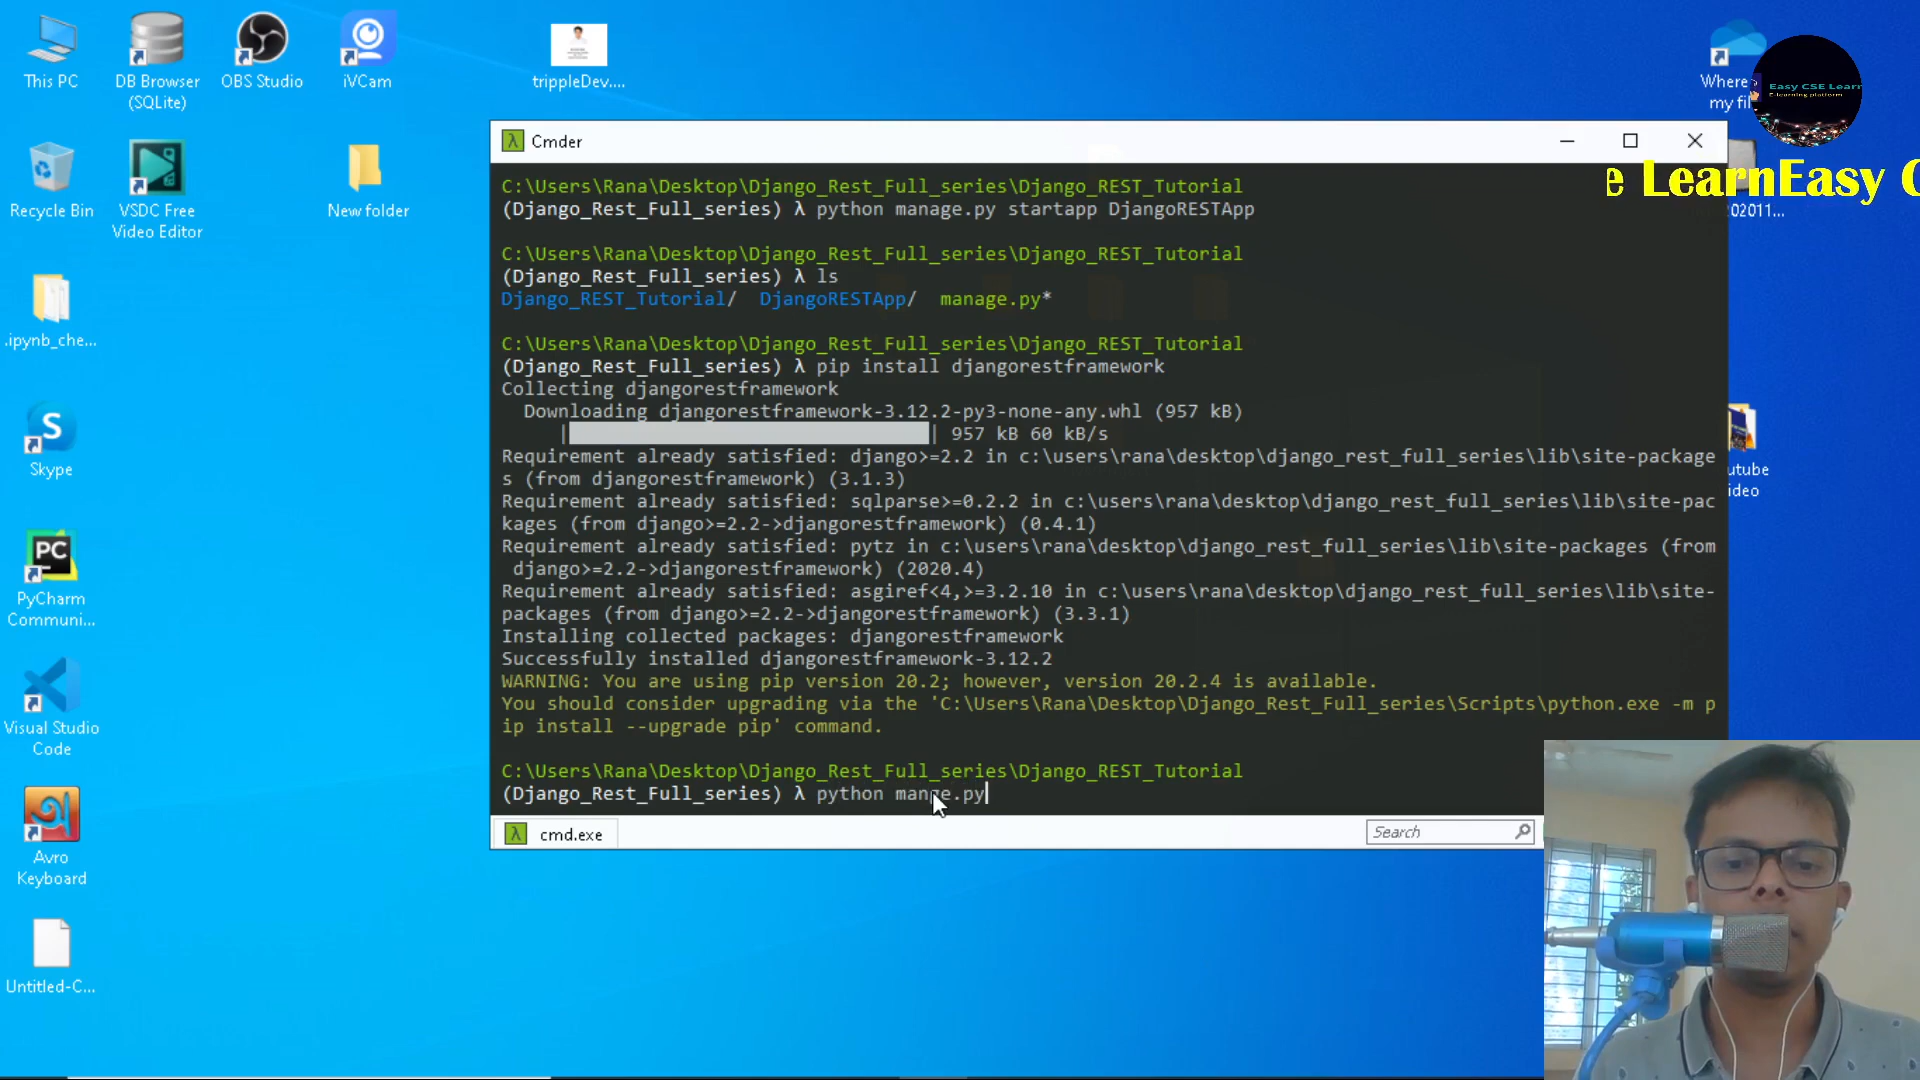 This PC
DB Browser
(SQLite)
OBS Studio
iVCam
trippleDev....
Where
my fil
Easy CSE Lear
E-learning platform
Recycle Bin
VSDC Free
Video Editor
New folder
e LearnEasy C
02011...
.ipynb_che...
Skype
utube
ideo
PyCharm
Communi...
Visual Studio
Code
Avro
Keyboard
Untitled-C...
Cmder
C:\Users\Rana\Desktop\Django_Rest_Full_series\Django_REST_Tutorial
(Django_Rest_Full_series) λ python manage.py startapp DjangoRESTApp
C:\Users\Rana\Desktop\Django_Rest_Full_series\Django_REST_Tutorial
(Django_Rest_Full_series) λ ls
Django_REST_Tutorial/ DjangoRESTApp/ manage.py*
C:\Users\Rana\Desktop\Django_Rest_Full_series\Django_REST_Tutorial
(Django_Rest_Full_series) λ pip install djangorestframework
Collecting djangorestframework
Downloading djangorestframework-3.12.2-py3-none-any.whl (957 kB)
| | 957 kB 60 kB/s
Requirement already satisfied: django>=2.2 in c:\users\rana\desktop\django_rest_full_series\lib\site-package
s (from djangorestframework) (3.1.3)
Requirement already satisfied: sqlparse>=0.2.2 in c:\users\rana\desktop\django_rest_full_series\lib\site-pac
kages (from django>=2.2->djangorestframework) (0.4.1)
Requirement already satisfied: pytz in c:\users\rana\desktop\django_rest_full_series\lib\site-packages (from
django>=2.2->djangorestframework) (2020.4)
Requirement already satisfied: asgiref<4,>=3.2.10 in c:\users\rana\desktop\django_rest_full_series\lib\site-
packages (from django>=2.2->djangorestframework) (3.3.1)
Installing collected packages: djangorestframework
Successfully installed djangorestframework-3.12.2
WARNING: You are using pip version 20.2; however, version 20.2.4 is available.
You should consider upgrading via the 'C:\Users\Rana\Desktop\Django_Rest_Full_series\Scripts\python.exe -m p
ip install --upgrade pip' command.
C:\Users\Rana\Desktop\Django_Rest_Full_series\Django_REST_Tutorial
(Django_Rest_Full_series) λ python mange.py
cmd.exe
Search